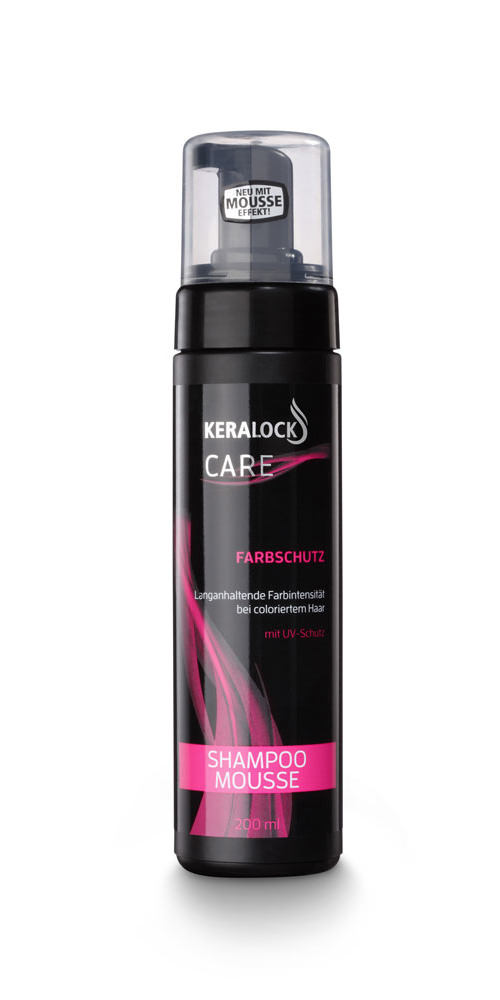 NEU MIT
MOUSSE
EFFEKT!
KERALOCK
CARE
FARBSCHUTZ
Langanhaltende Farbintensität
bei coloriertem Haar
mit UV-Schutz
SHAMPOO
MOUSSE
200 ml